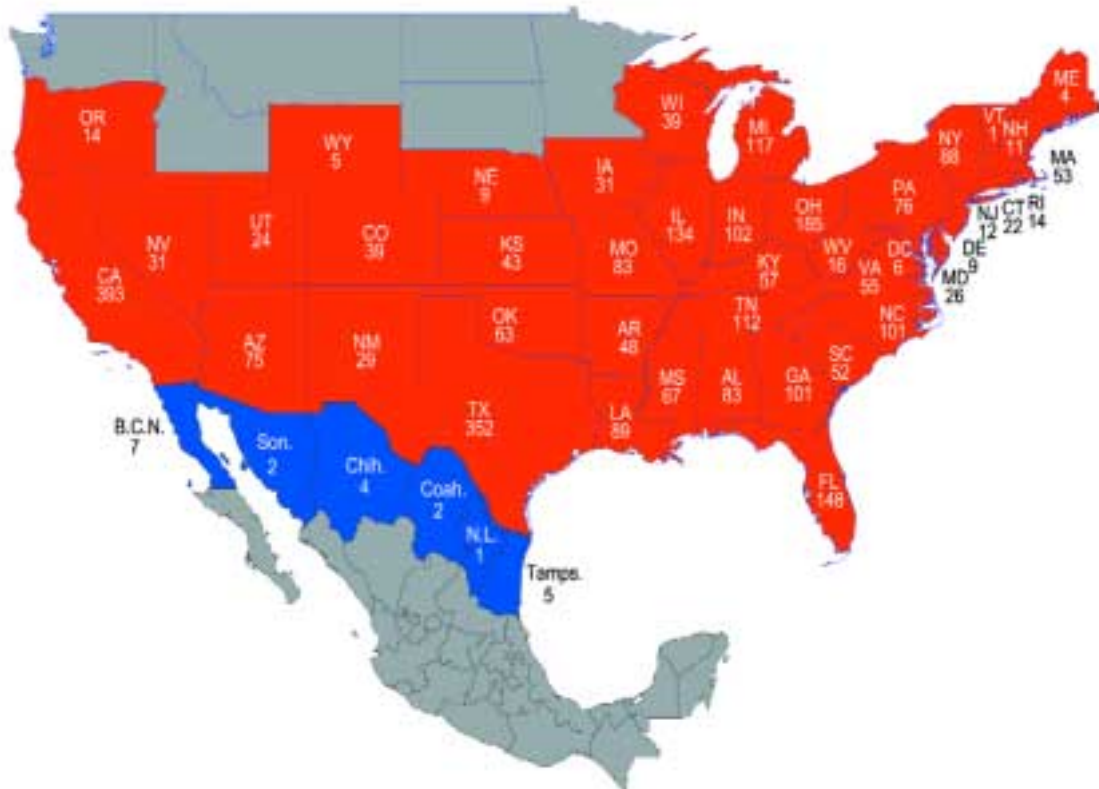 ME
4
WI
39
VT
1
NH
11
OR
14
MI
117
NY
88
WY
5
IA
31
MA
53
NE
9
PA
76
UT
24
OH
185
NJ
12
CT
22
RI
14
NV
31
CO
39
IL
134
IN
102
KS
43
MO
83
WV
16
DC
6
DE
9
CA
393
KY
57
VA
55
MD
26
OK
63
TN
112
NC
101
AZ
75
NM
29
AR
48
SC
52
MS
67
AL
83
GA
101
TX
352
LA
89
B.C.N.
7
Son.
2
Chih.
4
Coah.
2
FL
148
N.L.
1
Tamps.
5